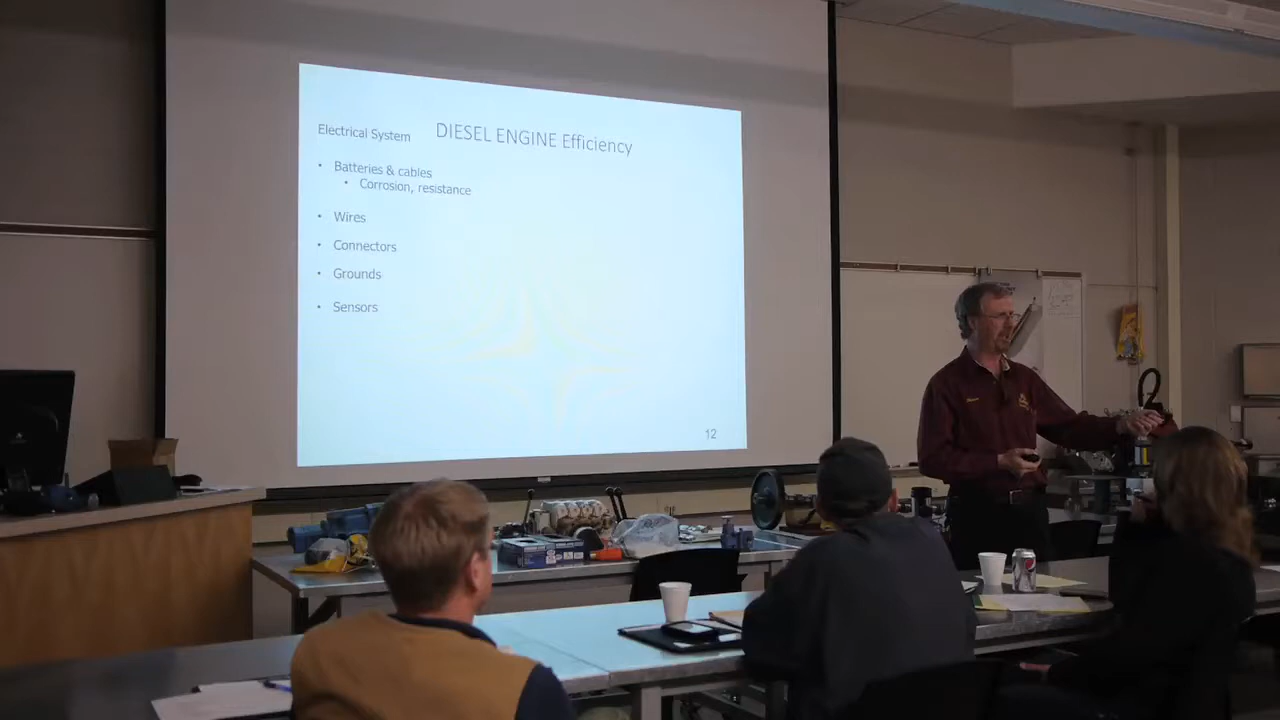 DIESEL ENGINE Efficiency
Electrical System
• Batteries & cables
• Corrosion, resistance
• Wires
• Connectors
• Grounds
• Sensors
12